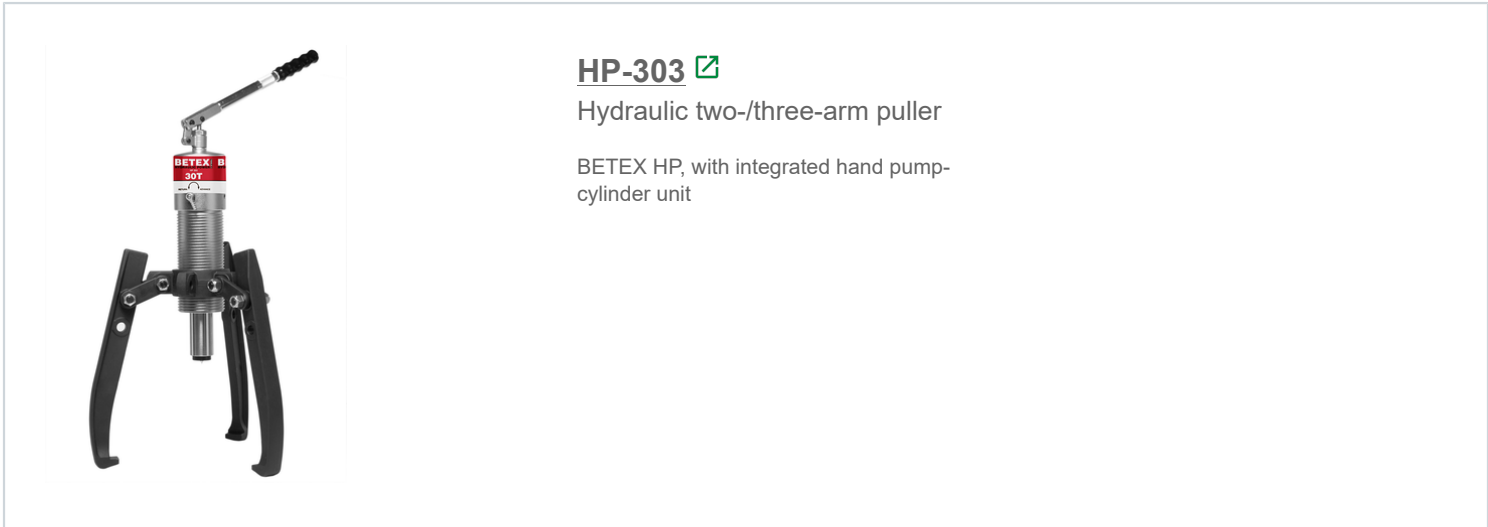 HP-303
Hydraulic two-/three-arm puller
BETEX HP, with integrated hand pump-
cylinder unit
BETEX B
30T